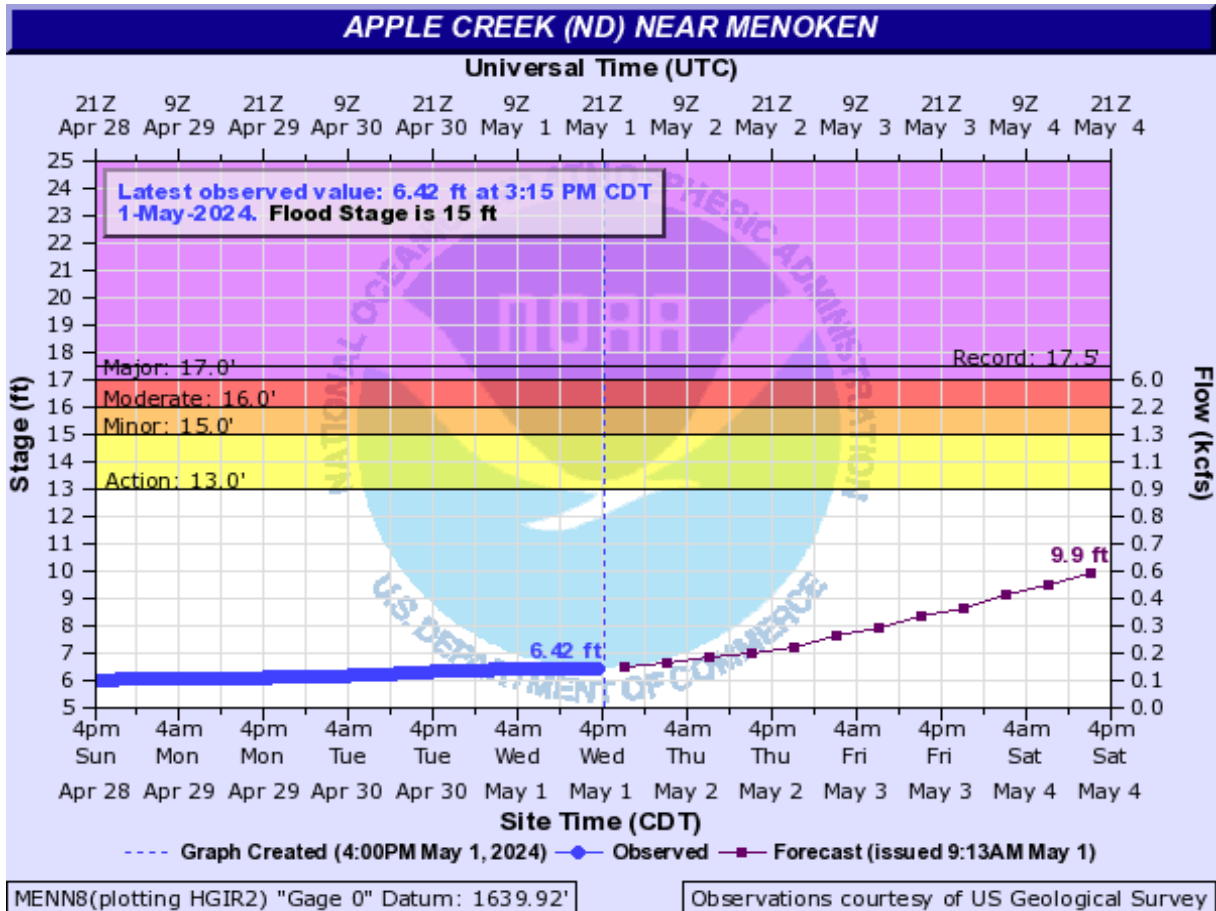 APPLE CREEK (ND) NEAR MENOKEN
Universal Time (UTC)
21Z 9Z 21Z 9Z 21Z 9Z 21Z 9Z 21Z 9Z 21Z 9Z 21Z
Apr 28 Apr 29 Apr 29 Apr 30 Apr 30 May 1 May 1 May 2 May 2 May 3 May 3 May 4 May 4
Latest observed value: 6.42 ft at 3:15 PM CDT
1-May-2024. Flood Stage is 15 ft
NATIONAL OCEANIC AND ATMOSPHERIC ADMINISTRATION
NOAA
U.S. DEPARTMENT OF COMMERCE
Stage (ft)
25
24
23
22
21
20
19
18
17
16
15
14
13
12
11
10
9
8
7
6
5
Record: 17.5'
Major: 17.0'
Moderate: 16.0'
Minor: 15.0'
Action: 13.0'
9.9 ft
6.42 ft
Flow (kcfs)
6.0
2.2
1.3
1.1
0.9
0.8
0.7
0.6
0.4
0.3
0.2
0.1
0.0
4pm 4am 4pm 4am 4pm 4am 4pm 4am 4pm 4am 4pm 4am 4pm
Sun Mon Mon Tue Tue Wed Wed Thu Thu Fri Fri Sat Sat
Apr 28 Apr 29 Apr 29 Apr 30 Apr 30 May 1 May 1 May 2 May 2 May 3 May 3 May 4 May 4
Site Time (CDT)
Graph Created (4:00PM May 1, 2024) Observed Forecast (issued 9:13AM May 1)
MENN8(plotting HGIR2) "Gage 0" Datum: 1639.92'
Observations courtesy of US Geological Survey